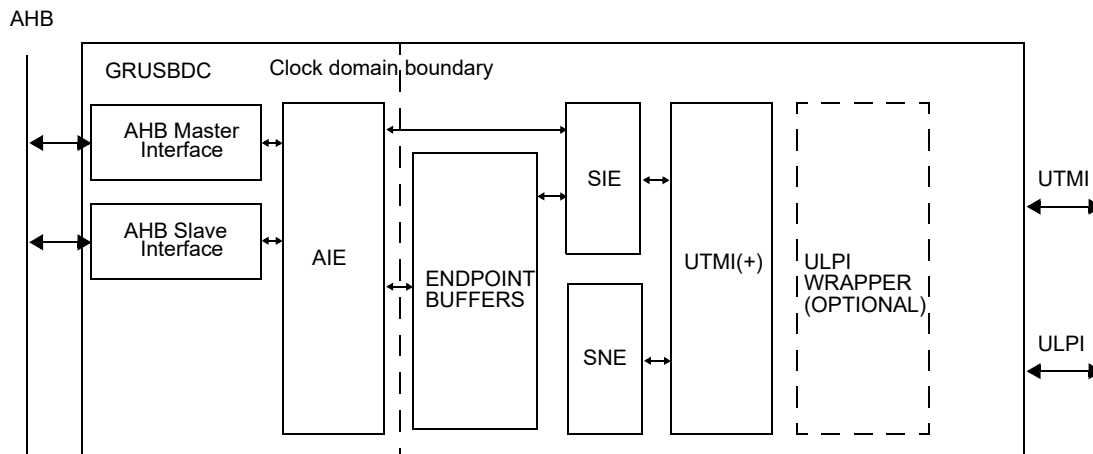 AHB
GRUSBDC
Clock domain boundary
AHB Master
Interface
SIE
UTMI
AHB Slave
Interface
AIE
ENDPOINT
BUFFERS
UTMI(+)
ULPI
WRAPPER
(OPTIONAL)
SNE
ULPI